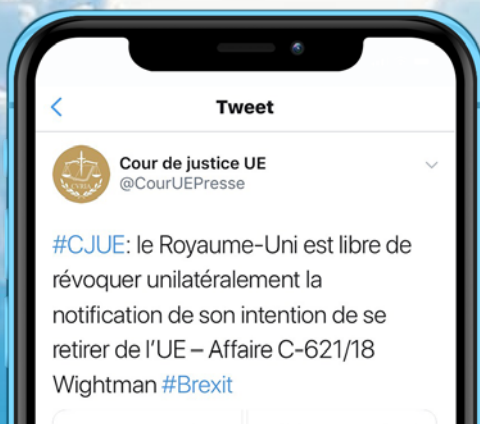 Tweet
Cour de justice UE
@CourUEPresse
#CJUE: le Royaume-Uni est libre de
révoquer unilatéralement la
notification de son intention de se
retirer de l'UE – Affaire C-621/18
Wightman #Brexit